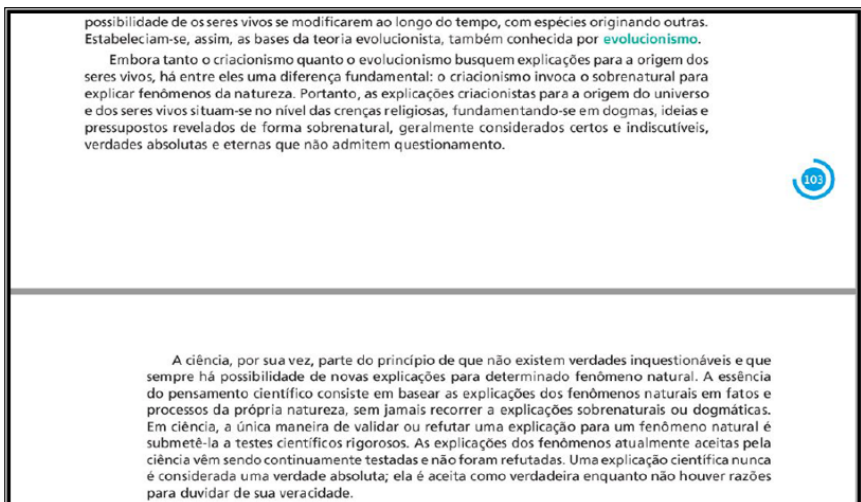 possibilidade de os seres vivos se modificarem ao longo do tempo, com espécies originando outras.
Estabeleciam-se, assim, as bases da teoria evolucionista, também conhecida por evolucionismo.
Embora tanto o criacionismo quanto o evolucionismo busquem explicações para a origem dos
seres vivos, há entre eles uma diferença fundamental: o criacionismo invoca o sobrenatural para
explicar fenômenos da natureza. Portanto, as explicações criacionistas para a origem do universo
e dos seres vivos situam-se no nível das crenças religiosas, fundamentando-se em dogmas, ideias e
pressupostos revelados de forma sobrenatural, geralmente considerados certos e indiscutíveis,
verdades absolutas e eternas que não admitem questionamento.
103
A ciência, por sua vez, parte do princípio de que não existem verdades inquestionáveis e que
sempre há possibilidade de novas explicações para determinado fenômeno natural. A essência
do pensamento científico consiste em basear as explicações dos fenômenos naturais em fatos e
processos da própria natureza, sem jamais recorrer a explicações sobrenaturais ou dogmáticas.
Em ciência, a única maneira de validar ou refutar uma explicação para um fenômeno natural é
submetê-la a testes científicos rigorosos. As explicações dos fenômenos atualmente aceitas pela
ciência vêm sendo continuamente testadas e não foram refutadas. Uma explicação científica nunca
é considerada uma verdade absoluta; ela é aceita como verdadeira enquanto não houver razões
para duvidar de sua veracidade.